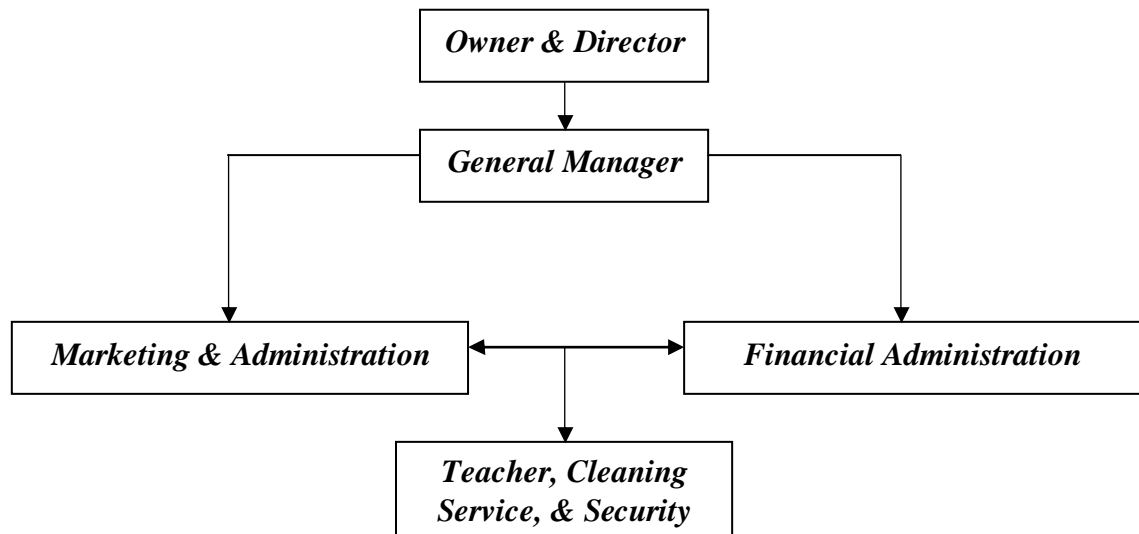 Owner & Director
General Manager
Marketing & Administration
Financial Administration
Teacher, Cleaning
Service, & Security